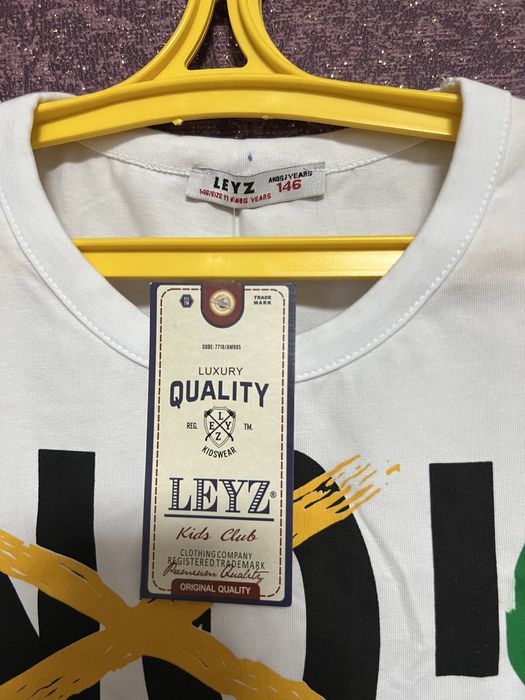 LEYZ
ANOS/YEARS
146
TRADE
MARK
LUXURY
QUALITY
REG.
TM.
L E
Y Z
KIDSWEAR
LEYZ®
Kids Club
CLOTHING COMPANY
REGISTERED TRADEMARK
Premium Quality
ORIGINAL QUALITY